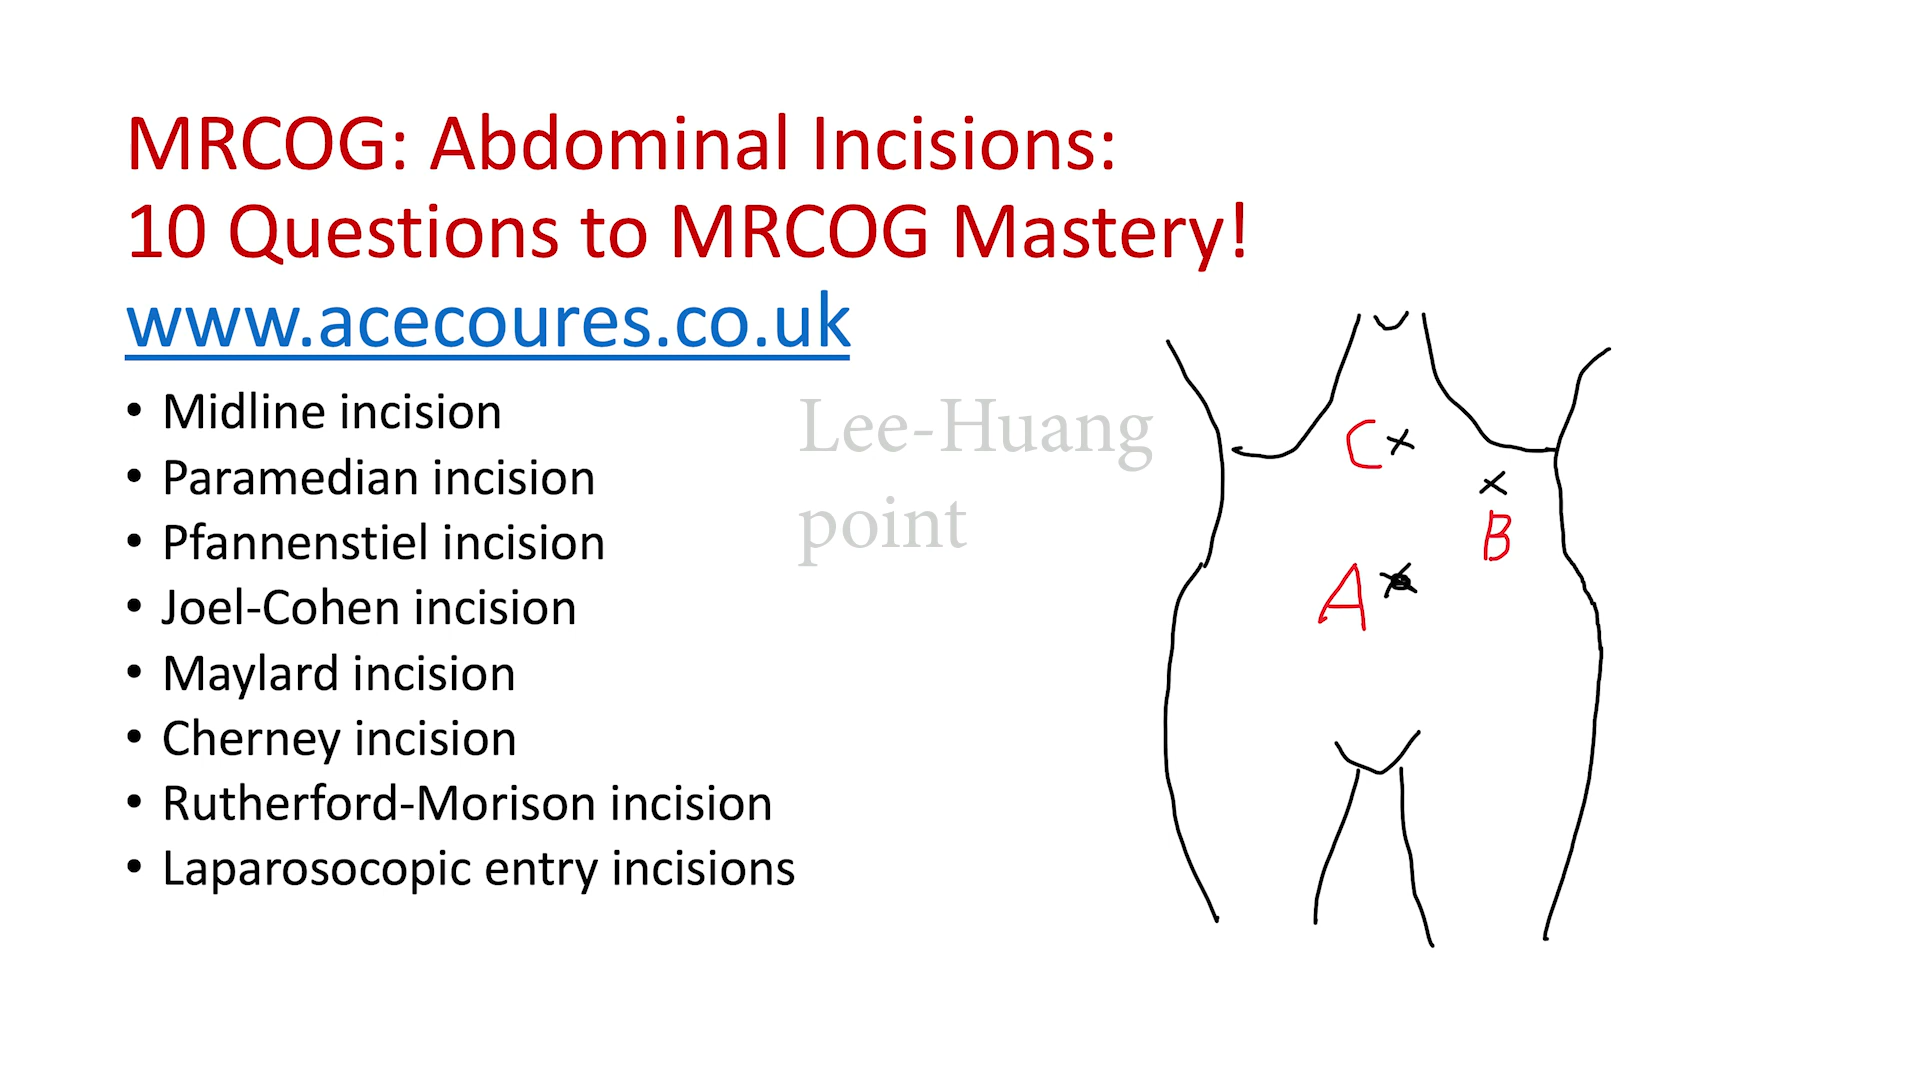 MRCOG: Abdominal Incisions:
10 Questions to MRCOG Mastery!
www.acecoures.co.uk
• Midline incision
• Paramedian incision
• Pfannenstiel incision
• Joel-Cohen incision
• Maylard incision
• Cherney incision
• Rutherford-Morison incision
• Laparosocopic entry incisions
Lee-Huang
point
C
B
A